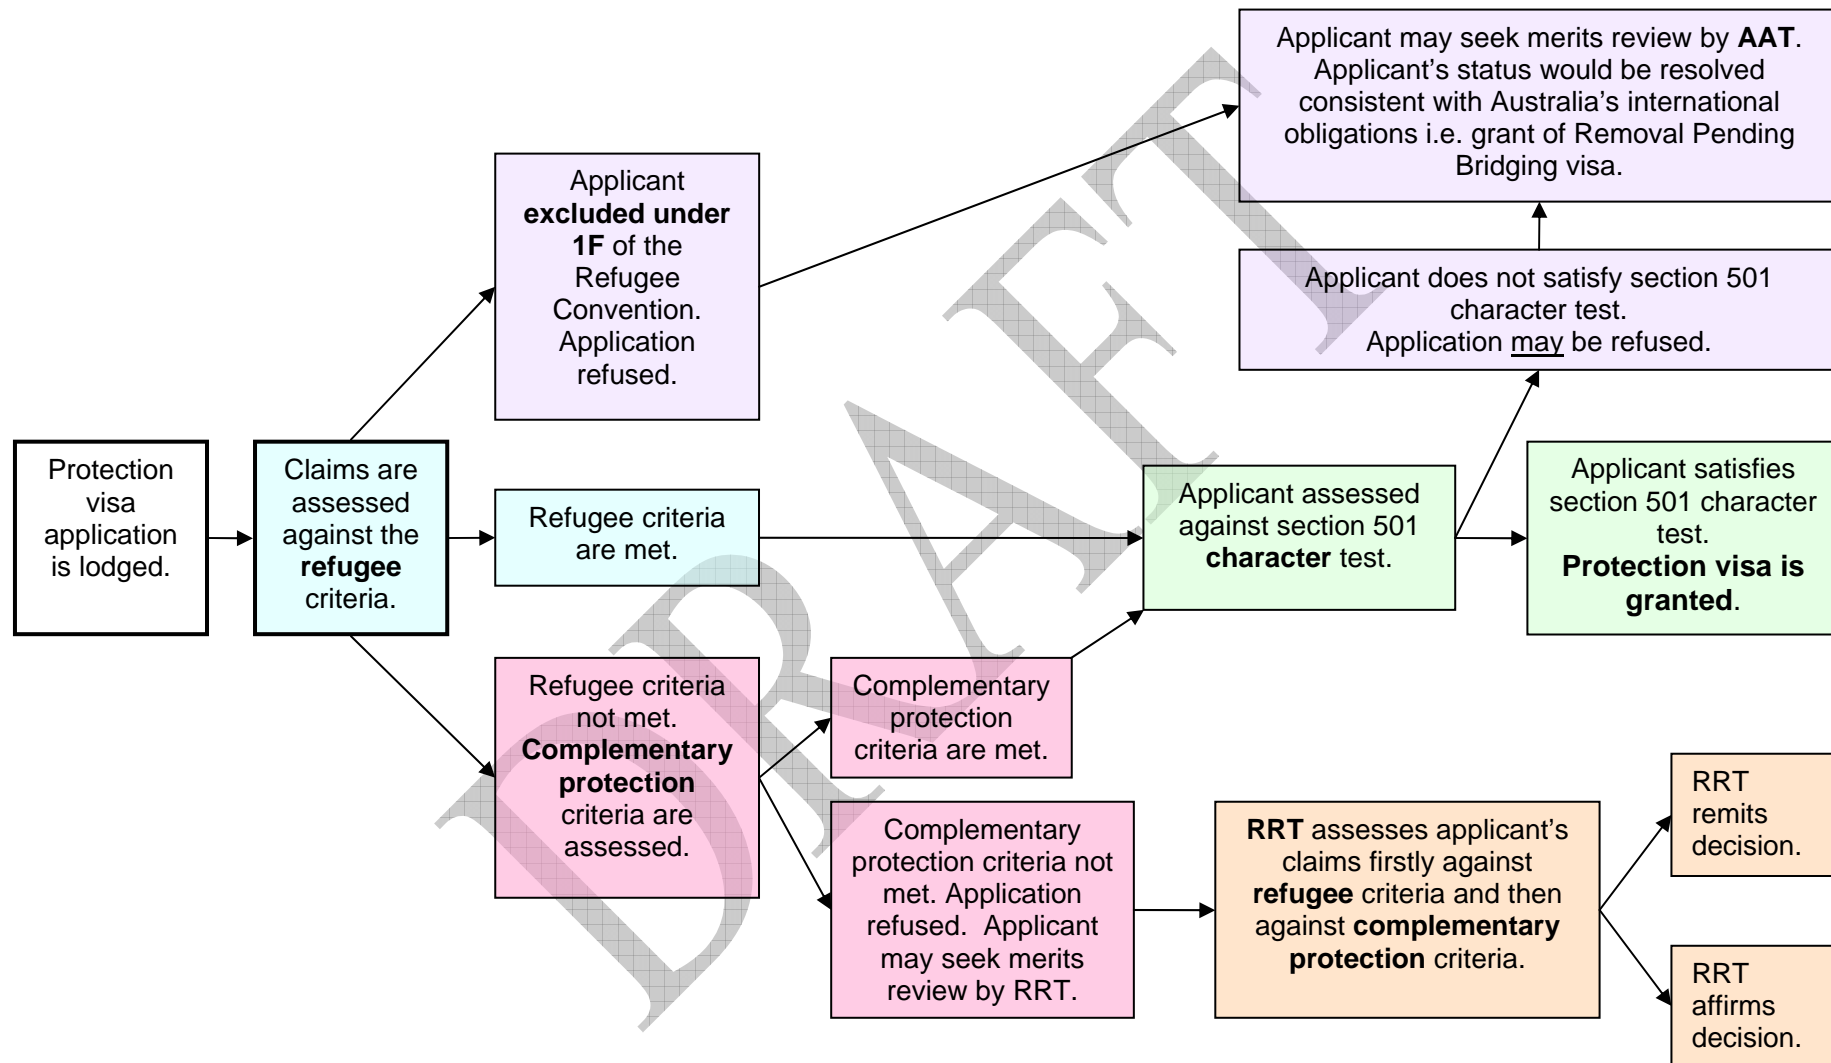 Protection
visa
application
is lodged.
Claims are
assessed
against the
refugee
criteria.
Applicant
excluded under
1F of the
Refugee
Convention.
Application
refused.
Refugee criteria
are met.
Refugee criteria
not met.
Complementary
protection
criteria are
assessed.
Complementary
protection
criteria are met.
Complementary
protection criteria not
met. Application
refused.  Applicant
may seek merits
review by RRT.
Applicant assessed
against section 501
character test.
Applicant may seek merits review by AAT.
Applicant’s status would be resolved
consistent with Australia’s international
obligations i.e. grant of Removal Pending
Bridging visa.
Applicant does not satisfy section 501
character test.
Application may be refused.
Applicant satisfies
section 501 character
test.
Protection visa is
granted.
RRT assesses applicant’s
claims firstly against
refugee criteria and then
against complementary
protection criteria.
RRT
remits
decision.
RRT
affirms
decision.
DRAFT